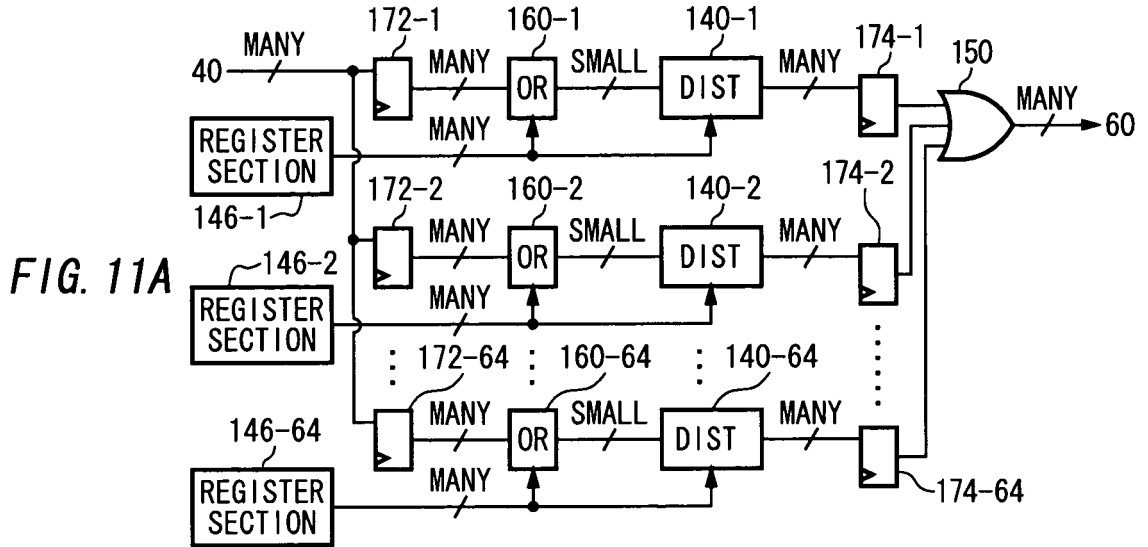 172-1 160-1 140-1 174-1 150
MANY MANY SMALL MANY MANY
40 OR DIST 60
REGISTER SECTION MANY
146-1 172-2 160-2 140-2 174-2
MANY SMALL MANY
FIG. 11A 146-2 OR DIST
REGISTER SECTION MANY
172-64 160-64 140-64
MANY SMALL MANY
146-64 OR DIST
REGISTER SECTION MANY 174-64